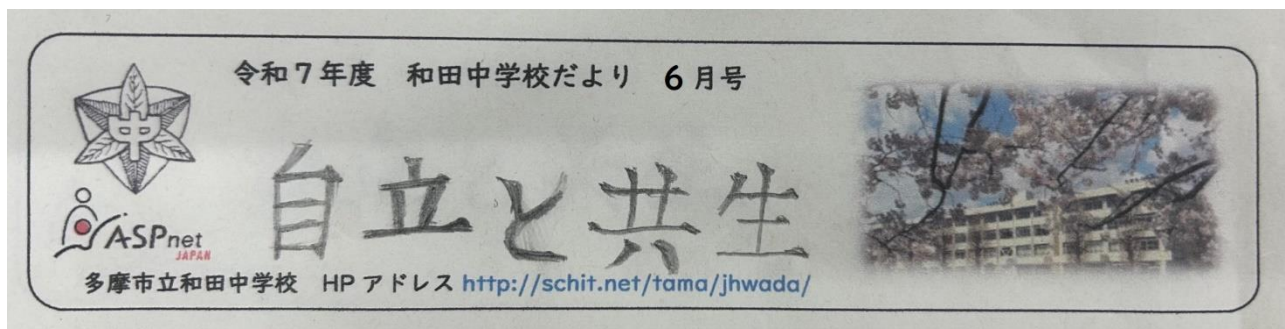 令和7年度　和田中学校だより　6月号
中
自立と共生
ASPnet
JAPAN
多摩市立和田中学校　HPアドレス http://schit.net/tama/jhwada/